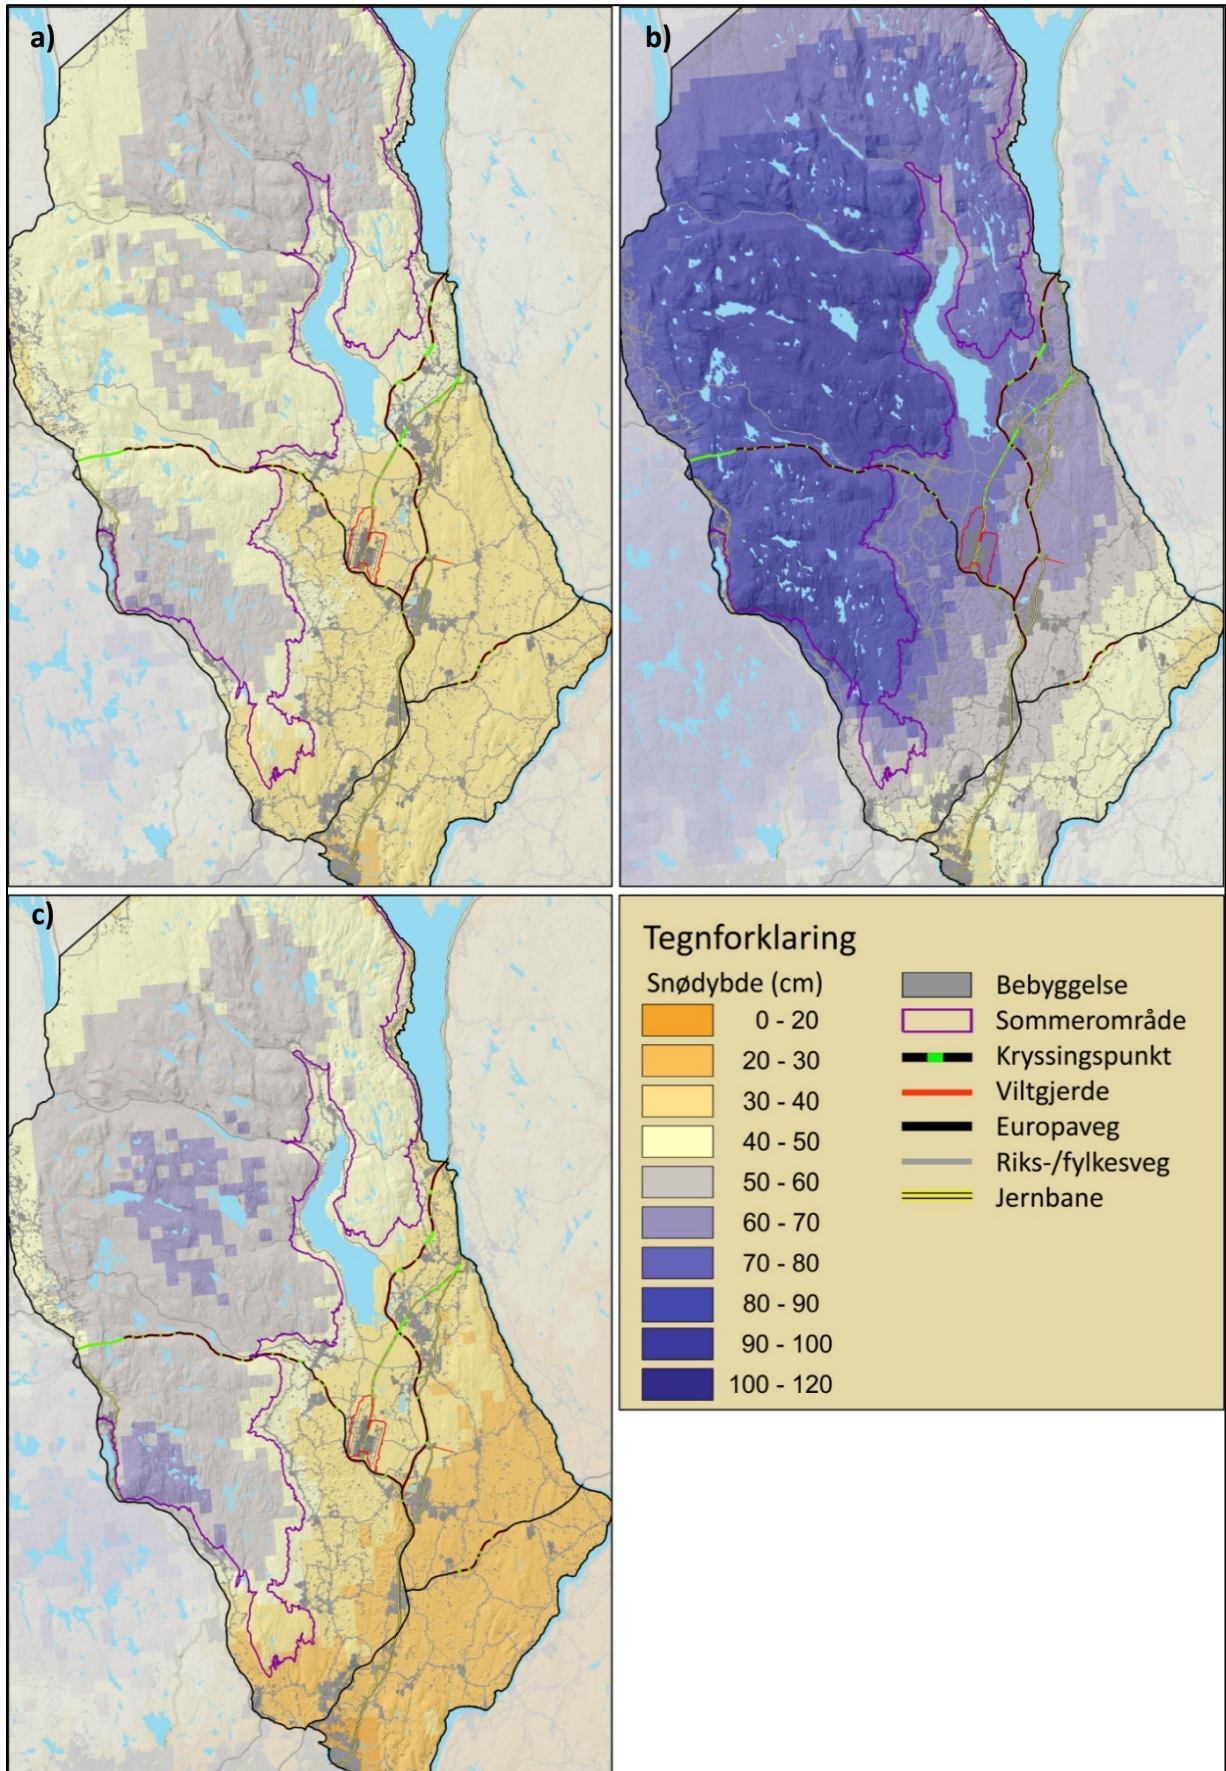 a)
b)
c)
Tegnforklaring
Snødybde (cm)
0 - 20
20 - 30
30 - 40
40 - 50
50 - 60
60 - 70
70 - 80
80 - 90
90 - 100
100 - 120
Bebyggelse
Sommerområde
Kryssingspunkt
Viltgjerde
Europaveg
Riks-/fylkesveg
Jernbane